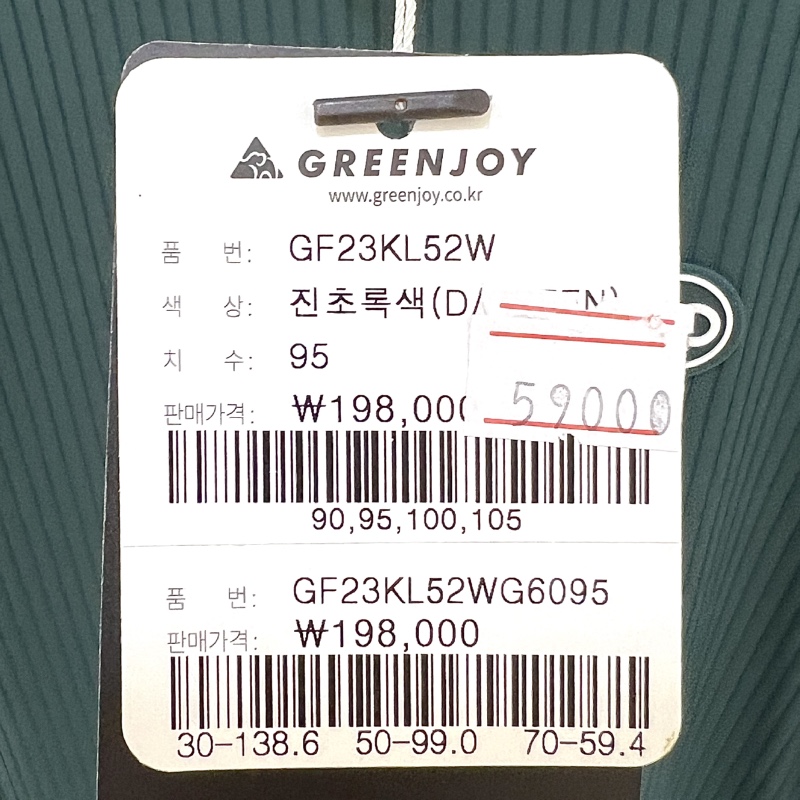 GREENJOY
www.greenjoy.co.kr
품 번: GF23KL52W
색 상: 진초록색(
치 수: 95
판매가격: ₩198,000
59000
90,95,100,105
품 번: GF23KL52WG6095
판매가격: ₩198,000
30-138.6 50-99.0 70-59.4